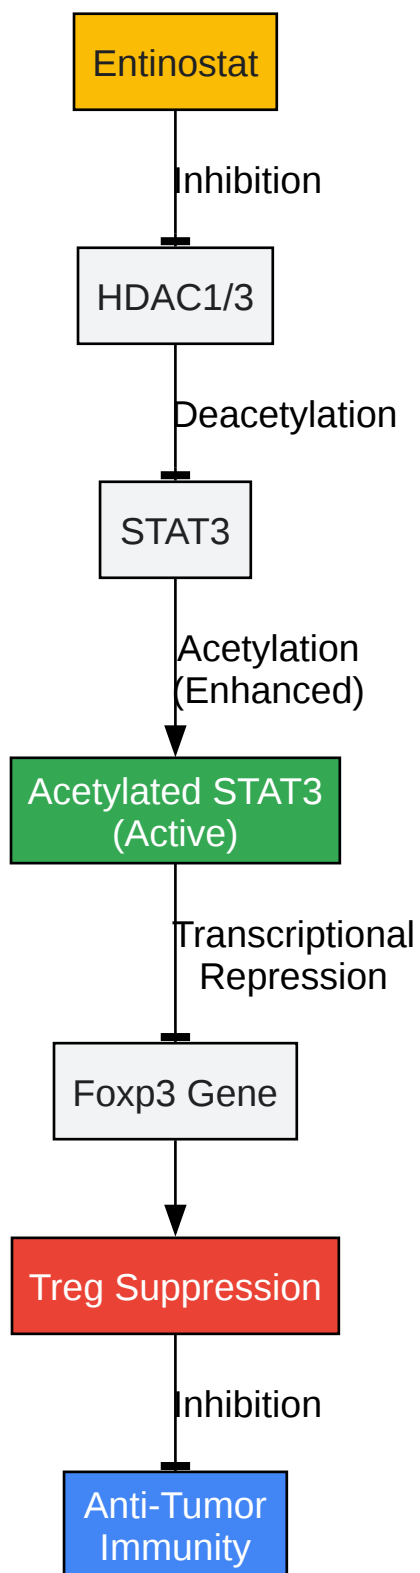 Entinostat
Inhibition
HDAC1/3
Deacetylation
STAT3
Acetylation
(Enhanced)
Acetylated STAT3
(Active)
Transcriptional
Repression
Foxp3 Gene
Treg Suppression
Inhibition
Anti-Tumor
Immunity